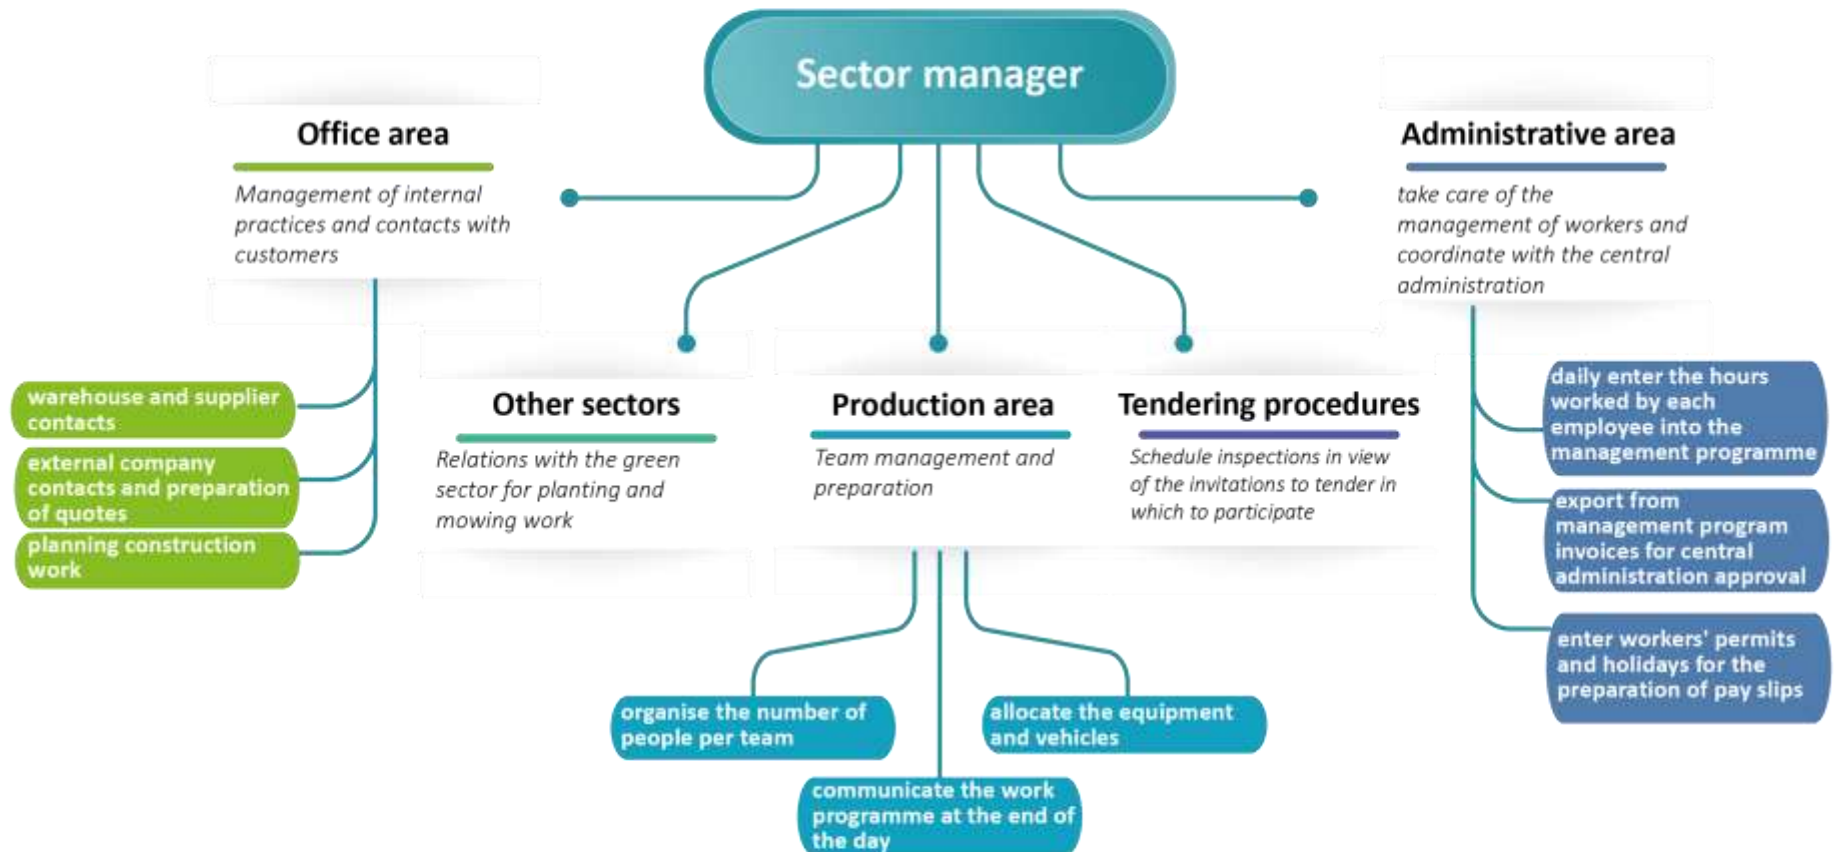 Sector manager
Office area
Management of internal
practices and contacts with
customers
warehouse and supplier
contacts
external company
contacts and preparation
of quotes
planning construction
work
Other sectors
Relations with the green
sector for planting and
mowing work
Production area
Team management and
preparation
organise the number of
people per team
communicate the work
programme at the end of
the day
allocate the equipment
and vehicles
Tendering procedures
Schedule inspections in view
of the invitations to tender in
which to participate
Administrative area
take care of the
management of workers and
coordinate with the central
administration
daily enter the hours
worked by each
employee into the
management programme
export from
management program
invoices for central
administration approval
enter workers' permits
and holidays for the
preparation of pay slips